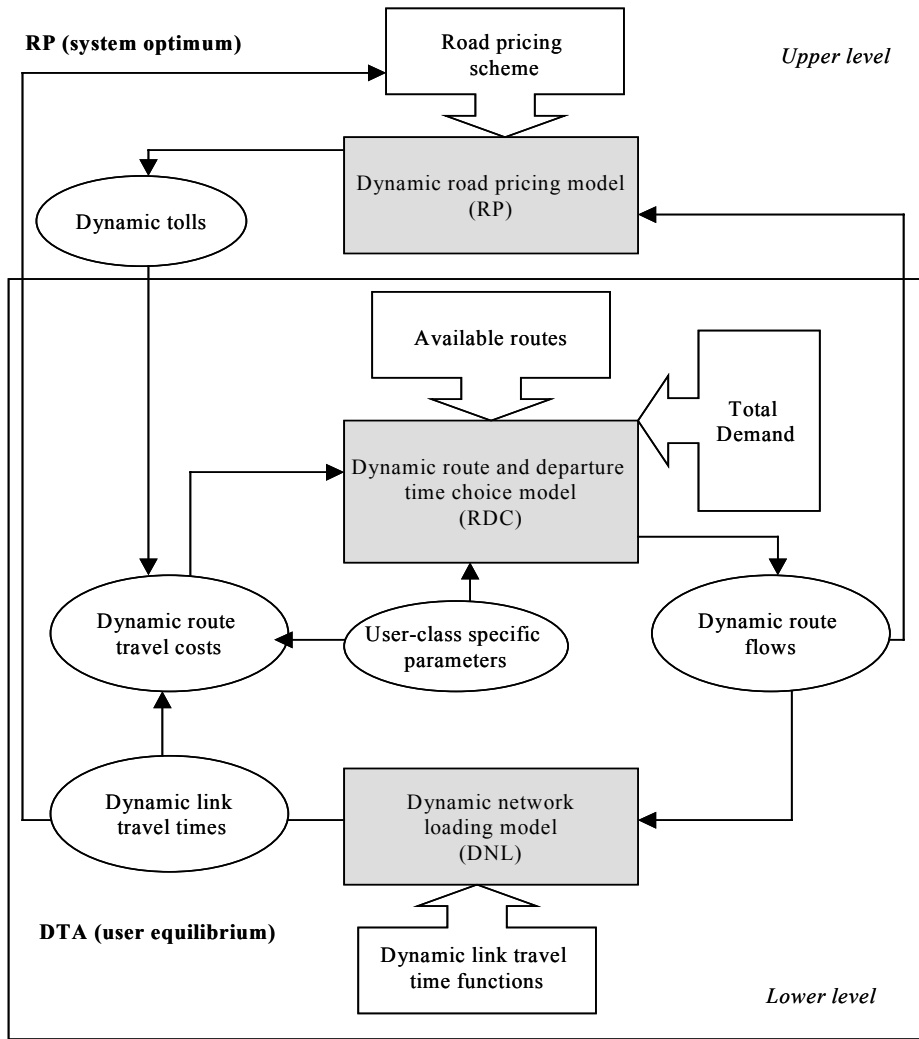 RP (system optimum)
Road pricing
scheme
Upper level
Dynamic road pricing model
(RP)
Dynamic tolls
Available routes
Total
Demand
Dynamic route and departure
time choice model
(RDC)
Dynamic route
travel costs
User-class specific
parameters
Dynamic route
flows
Dynamic link
travel times
Dynamic network
loading model
(DNL)
DTA (user equilibrium)
Dynamic link travel
time functions
Lower level